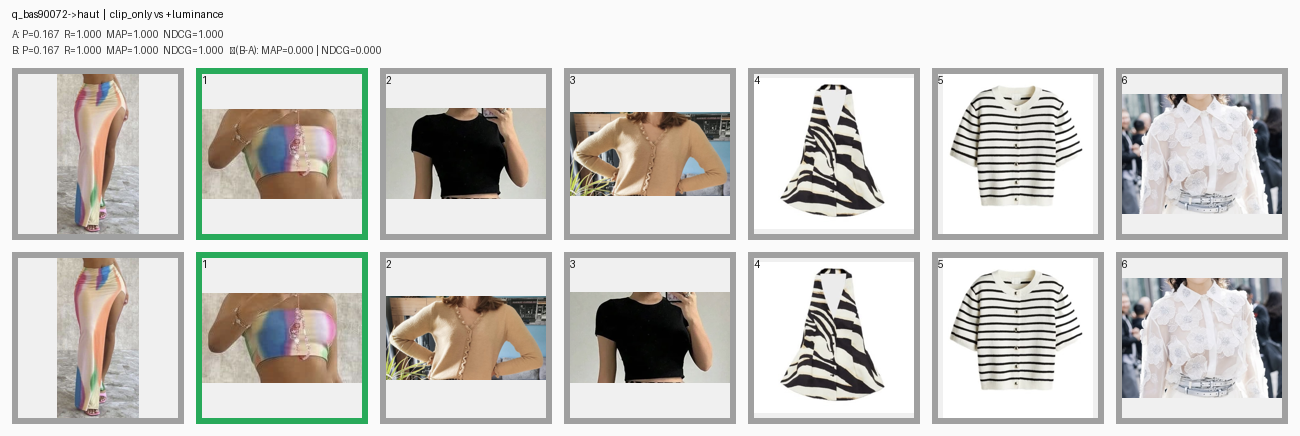 q_bas90072->haut | clip_only vs +luminance
A: P=0.167 R=1.000 MAP=1.000 NDCG=1.000
B: P=0.167 R=1.000 MAP=1.000 NDCG=1.000 (B-A): MAP=0.000 | NDCG=0.000
1 2 3 4 5 6
1 2 3 4 5 6